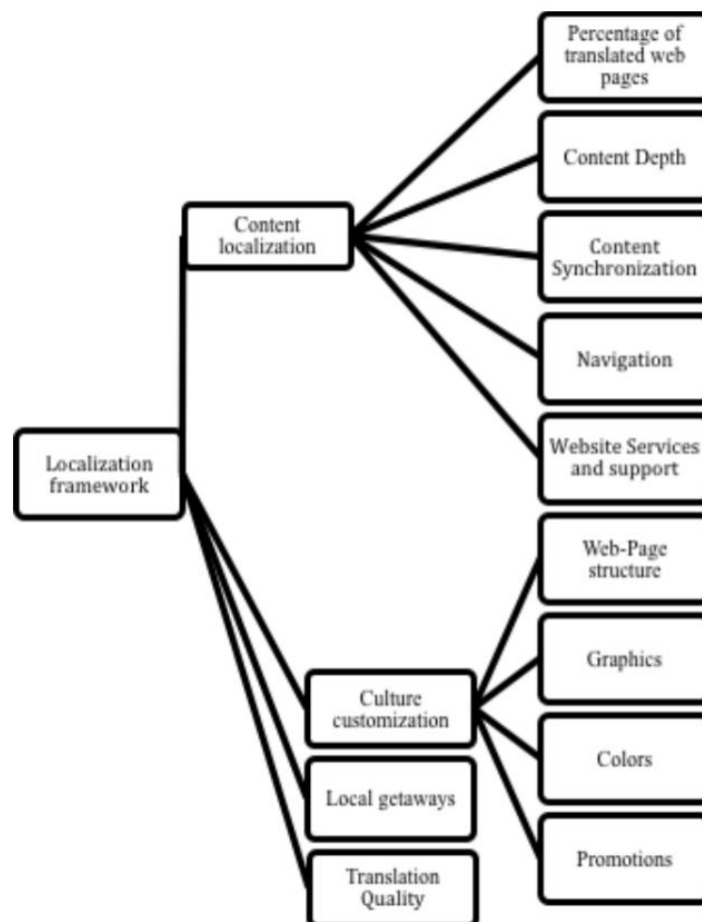 Percentage of
translated web
pages
Content Depth
Content
localization
Content
Synchronization
Navigation
Website Services
and support
Localization
framework
Web-Page
structure
Graphics
Culture
customization
Colors
Local getaways
Promotions
Translation
Quality